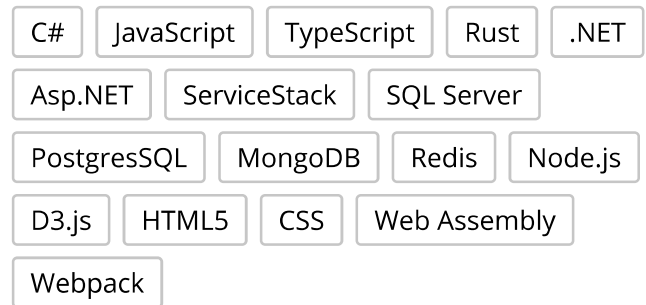 C# JavaScript TypeScript Rust .NET
Asp.NET ServiceStack SQL Server
PostgresSQL MongoDB Redis Node.js
D3.js HTML5 CSS Web Assembly
Webpack